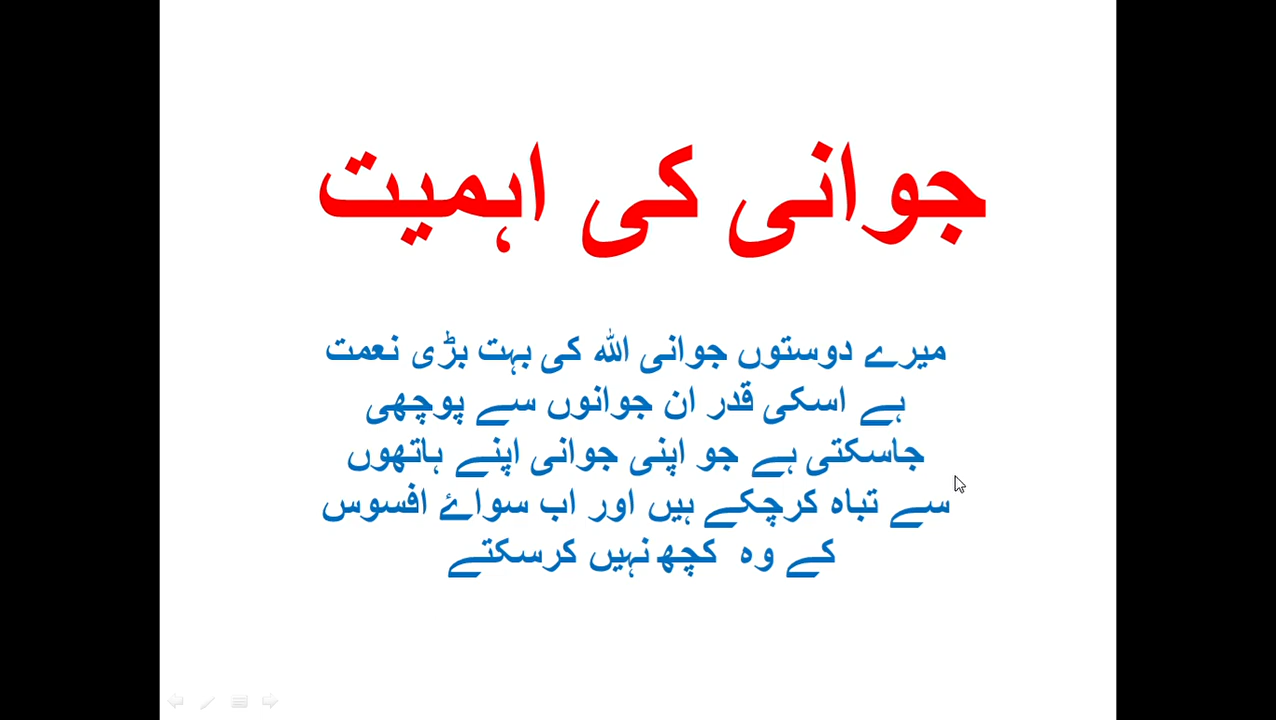 جوانی کی اہمیت
میرے دوستوں جوانی اللہ کی بہت بڑی نعمت
ہے اسکی قدر ان جوانوں سے پوچھی
جاسکتی ہے جو اپنی جوانی اپنے ہاتھوں
سے تباہ کرچکے ہیں اور اب سواۓ افسوس
کے وہ کچھ نہیں کرسکتے